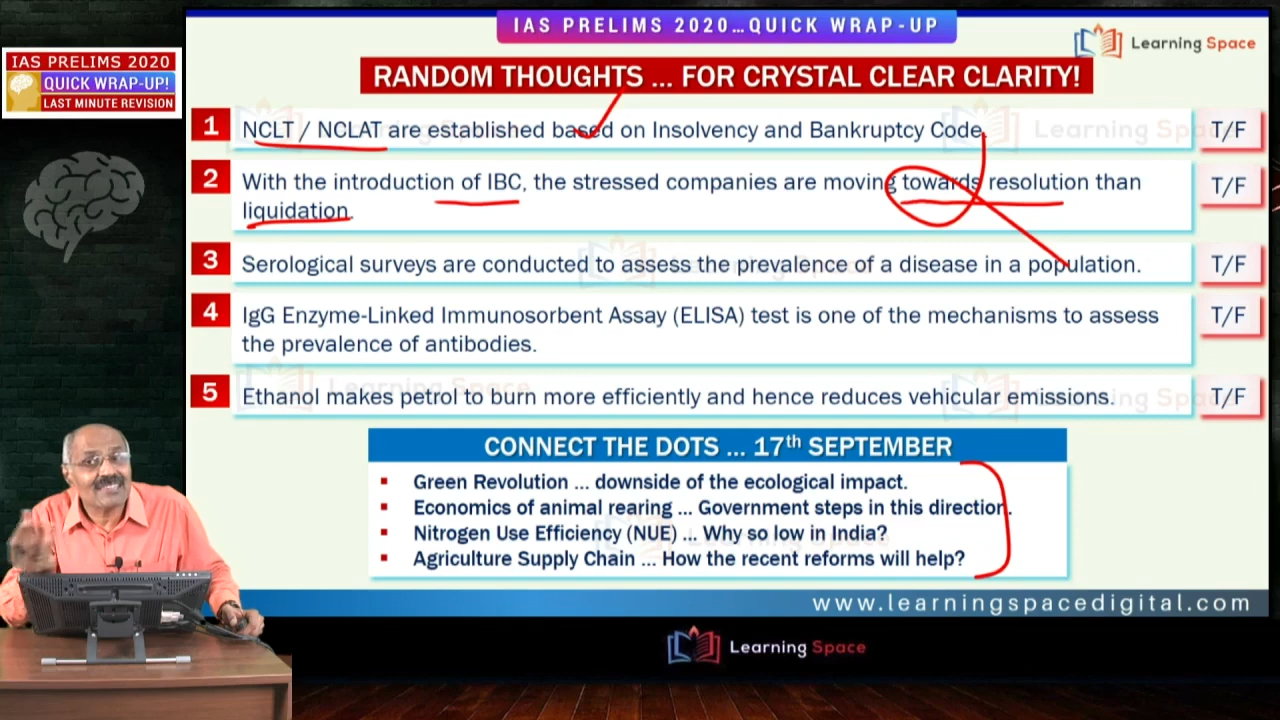 IAS PRELIMS 2020...QUICK WRAP-UP
Learning Space
IAS PRELIMS 2020
QUICK WRAP-UP!
LAST MINUTE REVISION
RANDOM THOUGHTS ... FOR CRYSTAL CLEAR CLARITY!
1 NCLT / NCLAT are established based on Insolvency and Bankruptcy Code. T/F
2 With the introduction of IBC, the stressed companies are moving towards resolution than T/F
liquidation.
3 Serological surveys are conducted to assess the prevalence of a disease in a population. T/F
4 IgG Enzyme-Linked Immunosorbent Assay (ELISA) test is one of the mechanisms to assess T/F
the prevalence of antibodies.
5 Ethanol makes petrol to burn more efficiently and hence reduces vehicular emissions. T/F
CONNECT THE DOTS ... 17th SEPTEMBER
▪ Green Revolution ... downside of the ecological impact.
▪ Economics of animal rearing ... Government steps in this direction.
▪ Nitrogen Use Efficiency (NUE) ... Why so low in India?
▪ Agriculture Supply Chain ... How the recent reforms will help?
www.learningspacedigital.com
Learning Space